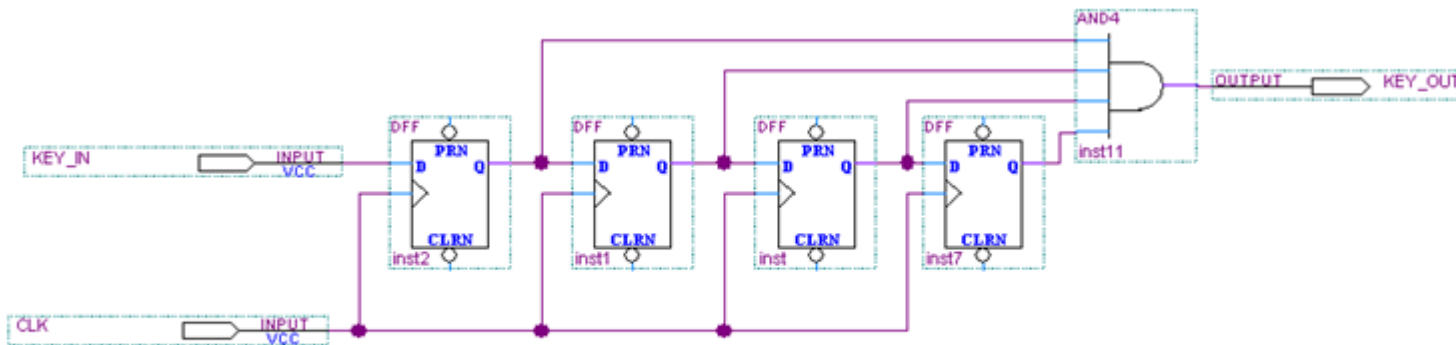 AND4
OUTPUT
KEY_OUT
inst11
KEY_IN
INPUT
VCC
DFF
PRN
D
Q
CLRN
inst2
DFF
PRN
D
Q
CLRN
inst1
DFF
PRN
D
Q
CLRN
inst
DFF
PRN
D
Q
CLRN
inst7
CLK
INPUT
VCC